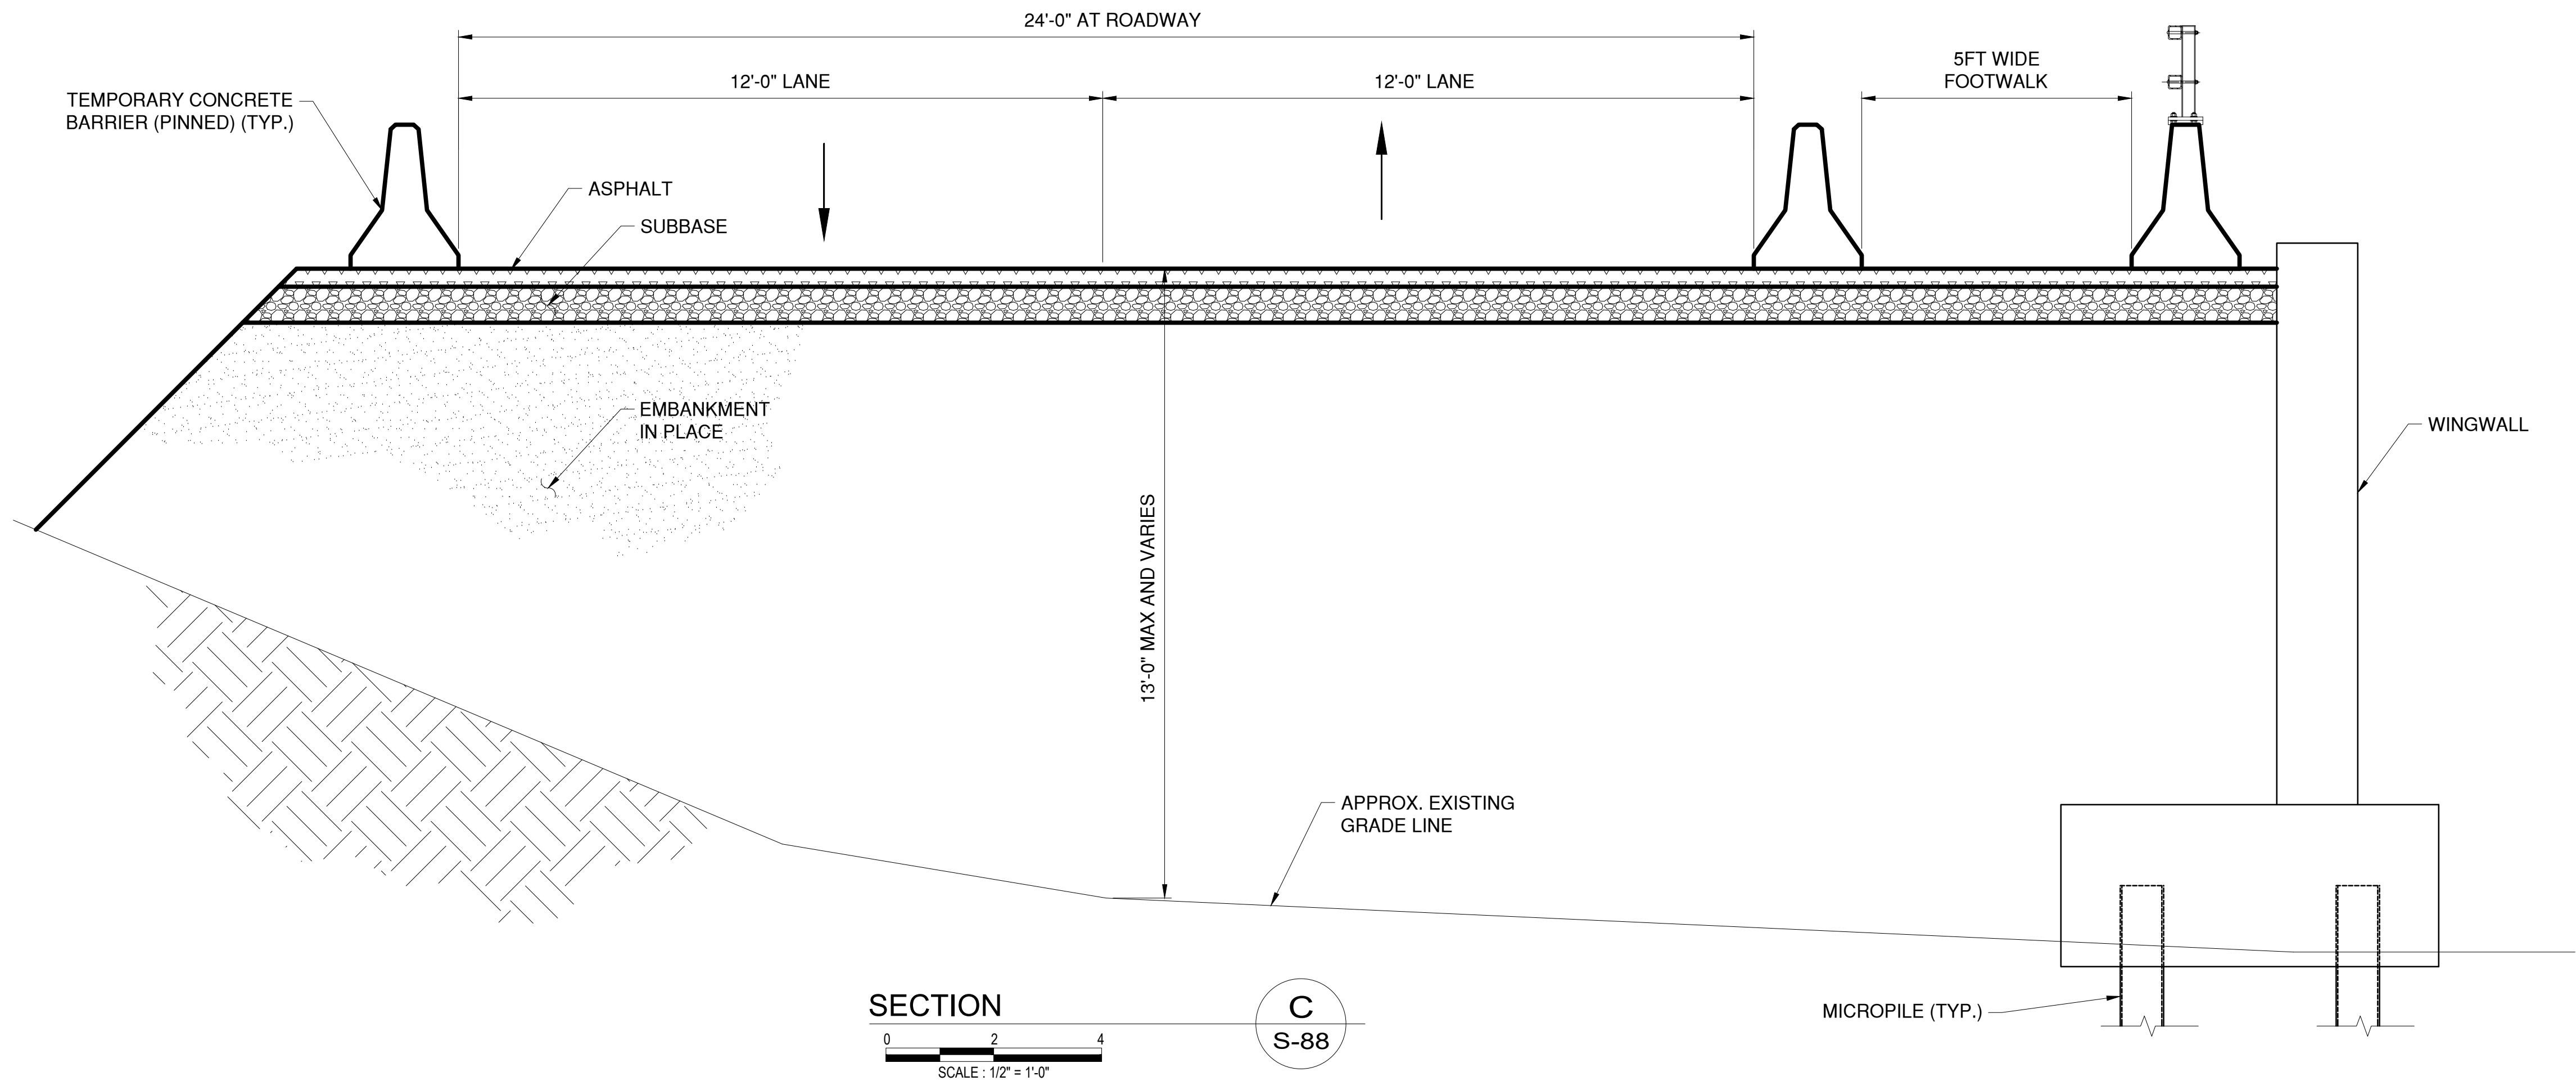 24'-0" AT ROADWAY
12'-0" LANE
12'-0" LANE
5FT WIDE
FOOTWALK
TEMPORARY CONCRETE
BARRIER (PINNED) (TYP.)
ASPHALT
SUBBASE
EMBANKMENT
IN PLACE
WINGWALL
13'-0" MAX AND VARIES
APPROX. EXISTING
GRADE LINE
MICROPILE (TYP.)
SECTION
C
S-88
0 2 4
SCALE : 1/2" = 1'-0"